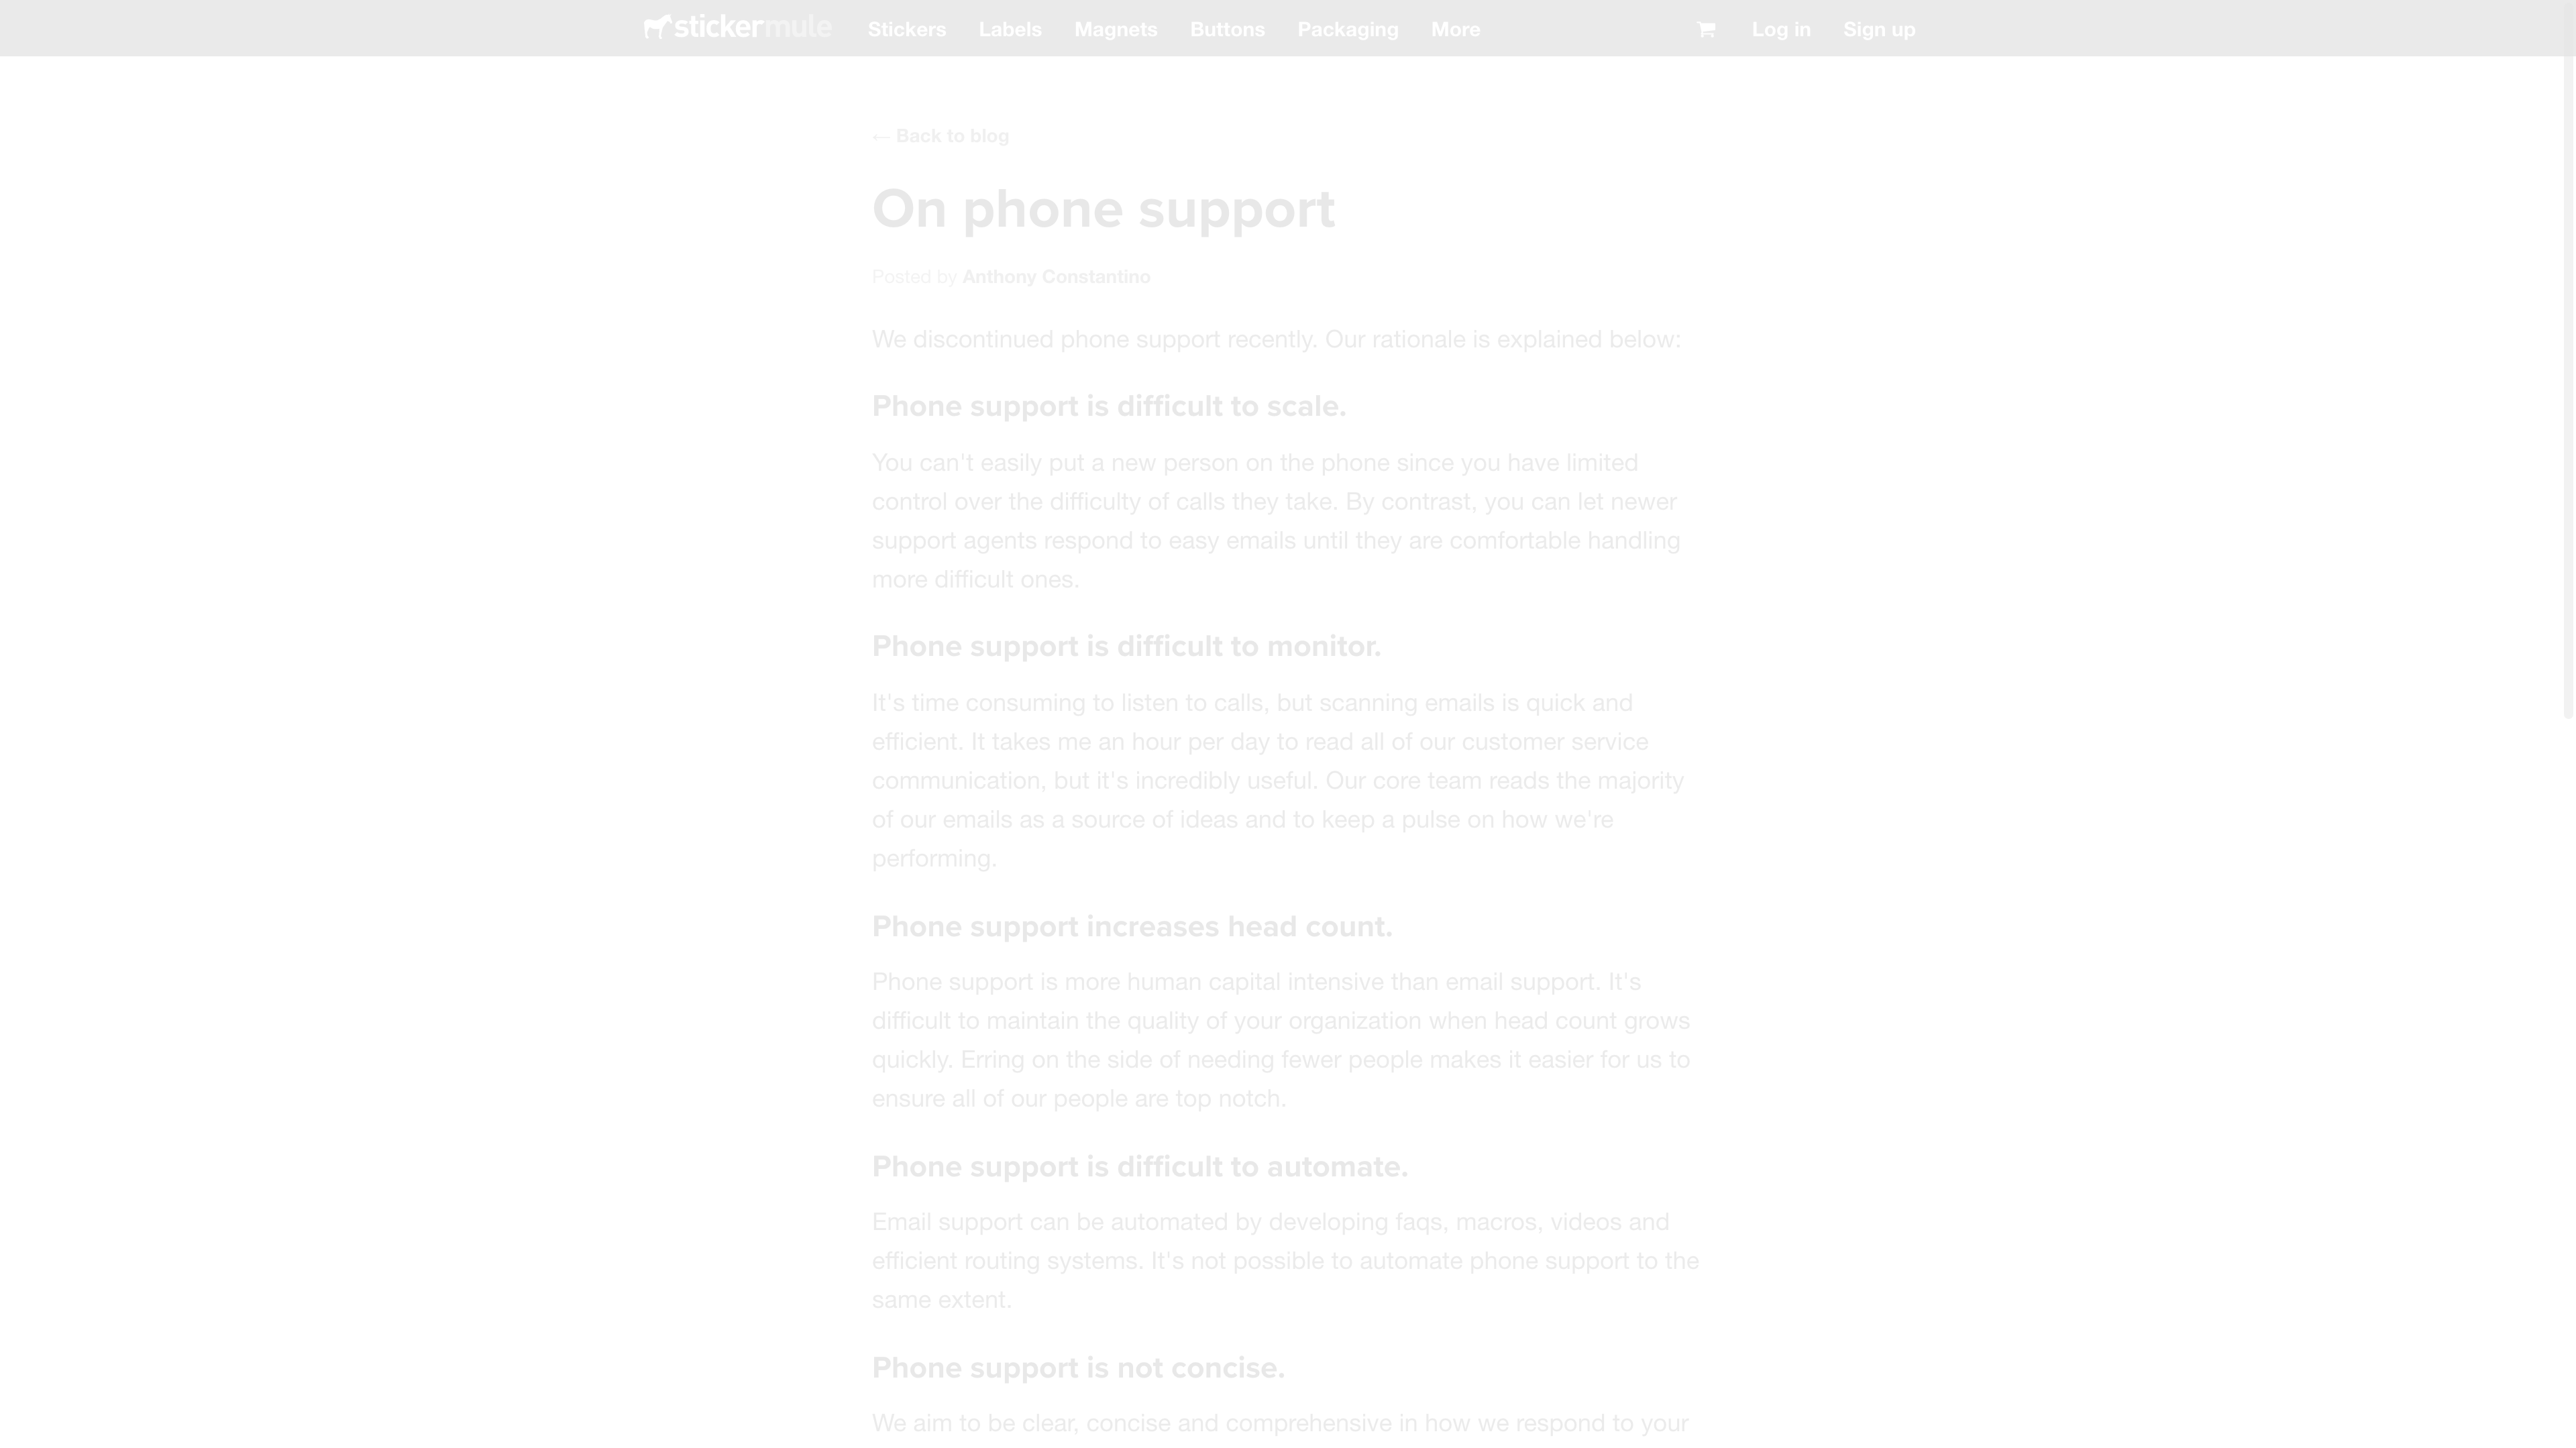 stickermule Stickers Labels Magnets Buttons Packaging More Log in Sign up
← Back to blog
On phone support
Posted by Anthony Constantino
We discontinued phone support recently. Our rationale is explained below:
Phone support is difficult to scale.
You can't easily put a new person on the phone since you have limited
control over the difficulty of calls they take. By contrast, you can let newer
support agents respond to easy emails until they are comfortable handling
more difficult ones.
Phone support is difficult to monitor.
It's time consuming to listen to calls, but scanning emails is quick and
efficient. It takes me an hour per day to read all of our customer service
communication, but it's incredibly useful. Our core team reads the majority
of our emails as a source of ideas and to keep a pulse on how we're
performing.
Phone support increases head count.
Phone support is more human capital intensive than email support. It's
difficult to maintain the quality of your organization when head count grows
quickly. Erring on the side of needing fewer people makes it easier for us to
ensure all of our people are top notch.
Phone support is difficult to automate.
Email support can be automated by developing faqs, macros, videos and
efficient routing systems. It's not possible to automate phone support to the
same extent.
Phone support is not concise.
We aim to be clear, concise and comprehensive in how we respond to your